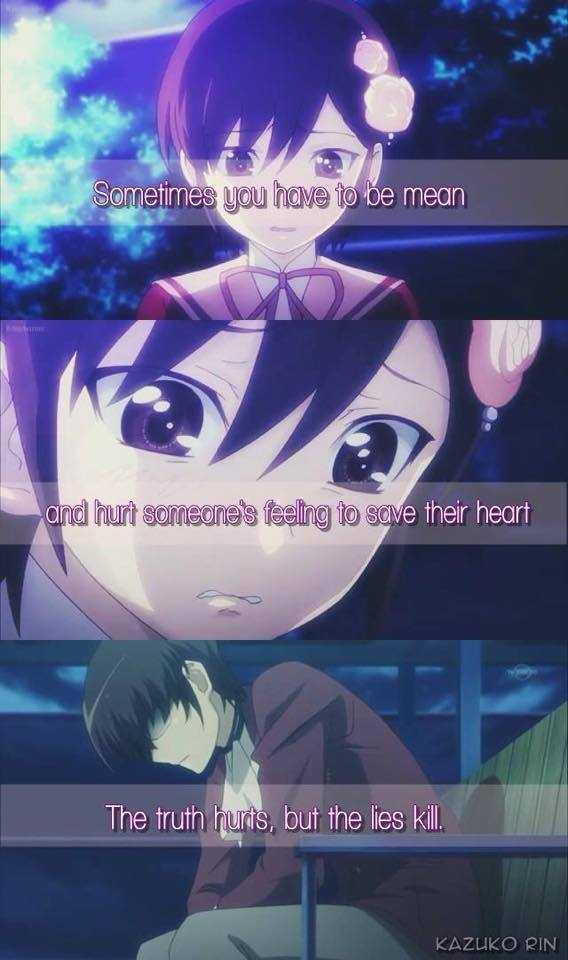 Sometimes you have to be mean
and hurt someone's feeling to save their heart
The truth hurts, but the lies kill.
KAZUKO RIN